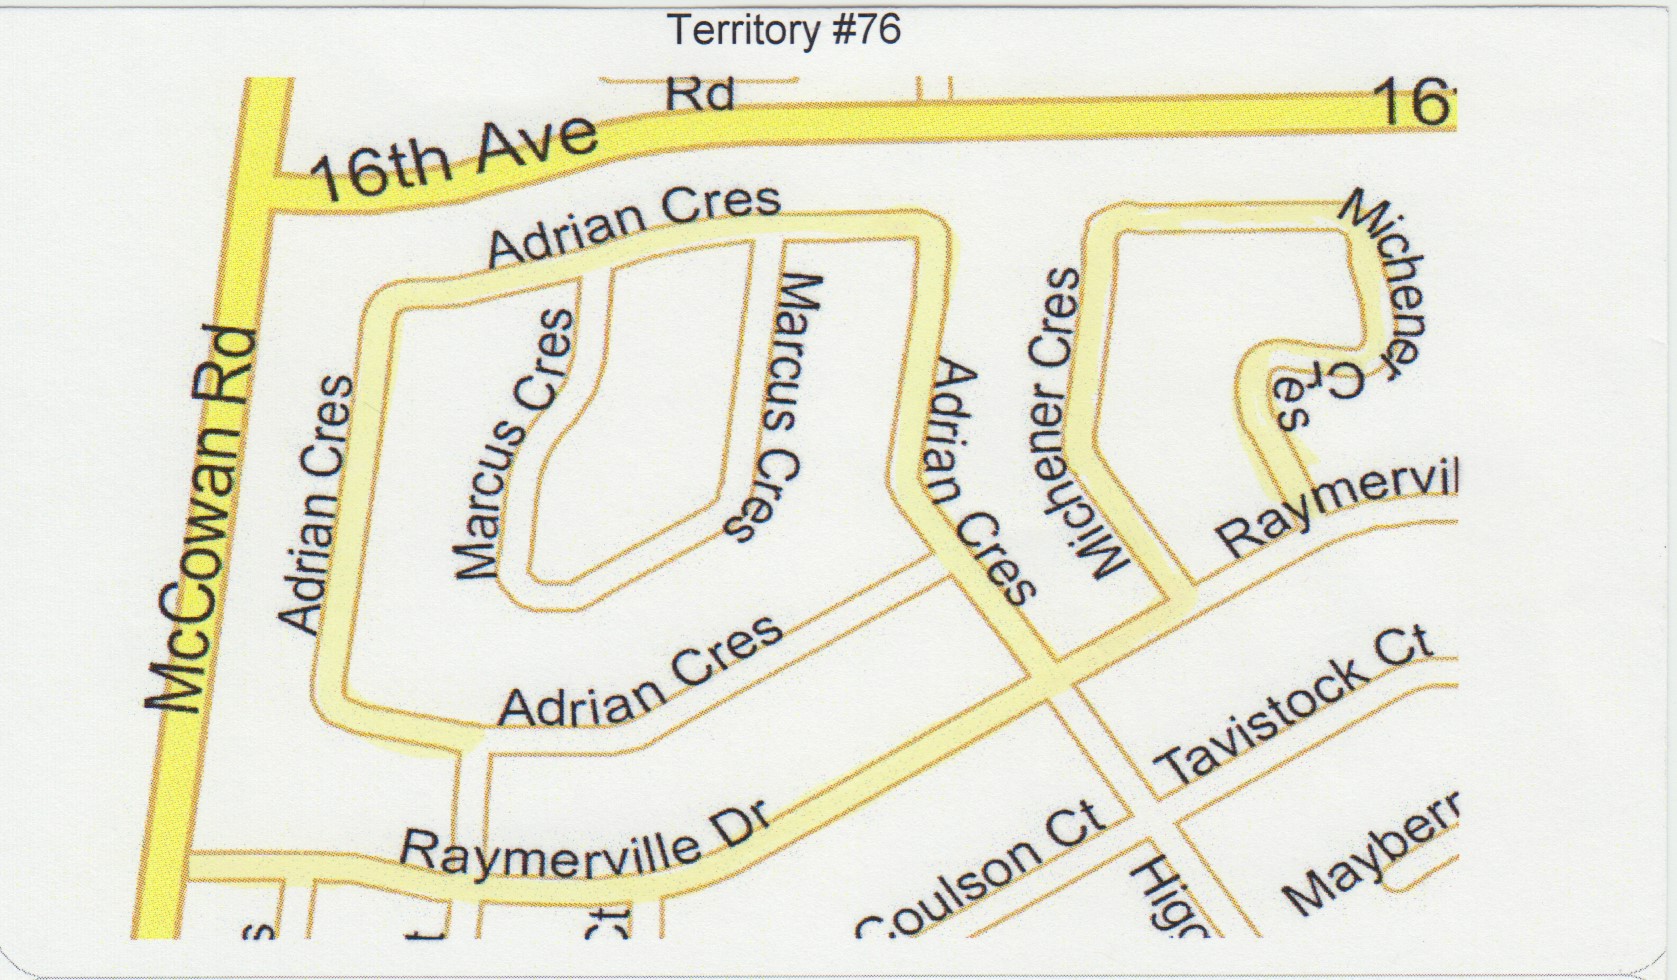 Territory #76
Rd
16th Ave
16
Adrian Cres
Michener Cres
Marcus Cres
Marcus Cres
Michener Cres
McCowan Rd
Adrian Cres
Adrian Cres
Raymervil
Adrian Cres
Tavistock Ct
Raymerville Dr
Coulson Ct
Mayberr
Hig